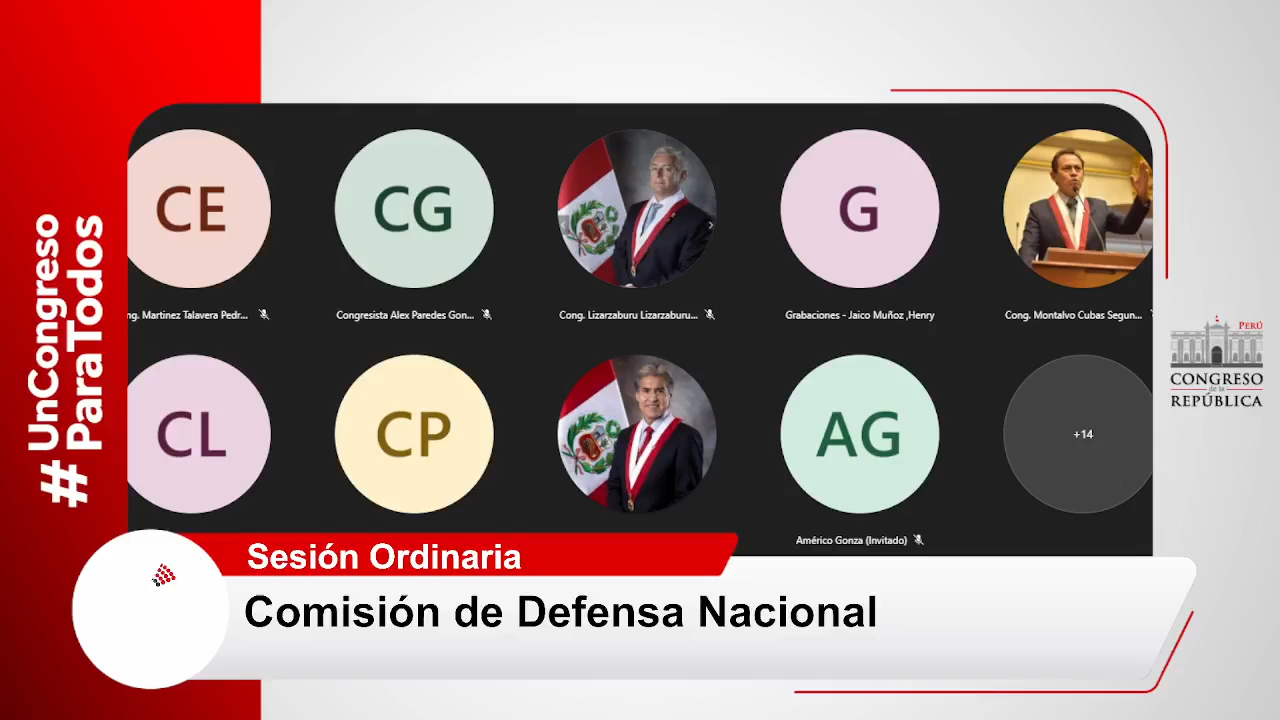 #UnCongreso
ParaTodos
CE
CG
G
ng. Martinez Talavera Pedr...
Congresista Alex Paredes Gon...
Cong. Lizarzaburu Lizarzaburu...
Grabaciones - Jaico Muñoz ,Henry
Cong. Montalvo Cubas Segun...
CL
CP
AG
+14
Américo Gonza (Invitado)
PERÚ
CONGRESO
de la
REPÚBLICA
Sesión Ordinaria
Comisión de Defensa Nacional